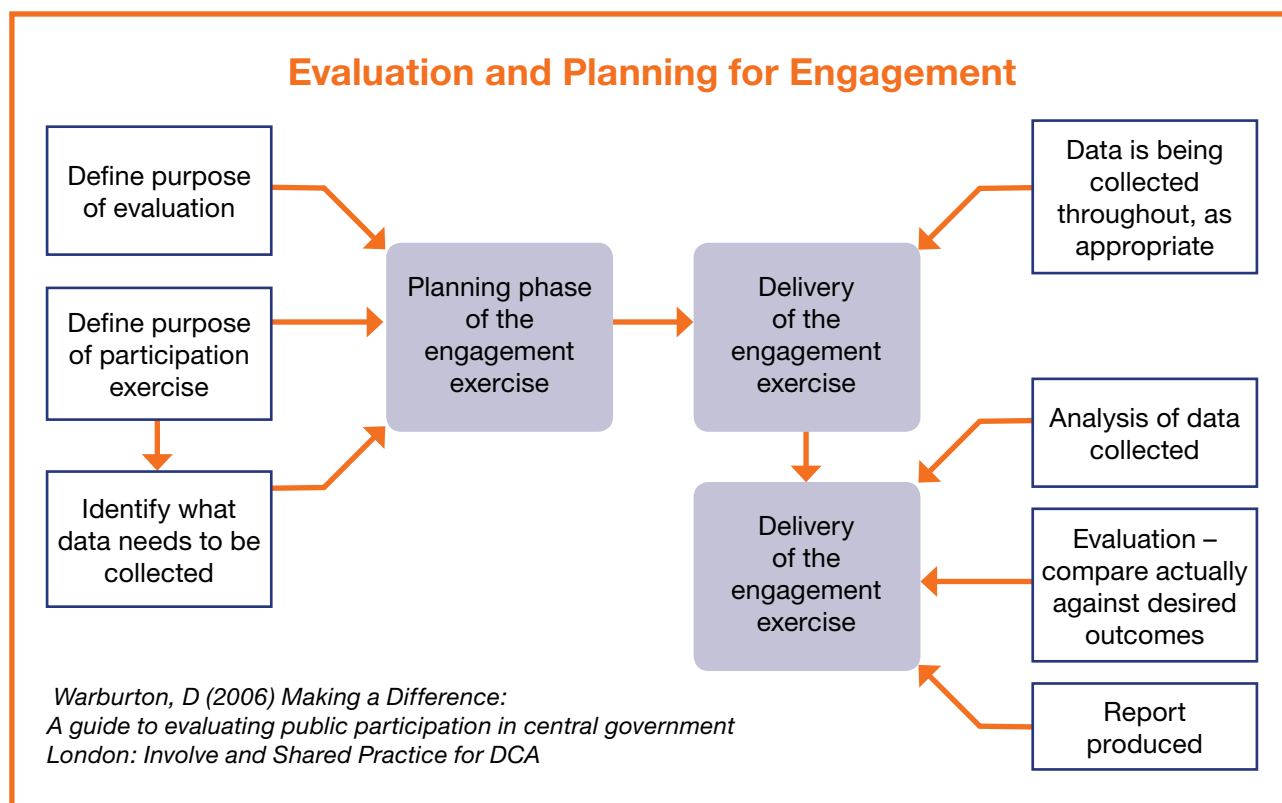 Evaluation and Planning for Engagement
Define purpose
of evaluation
Define purpose
of participation
exercise
Identify what
data needs to be
collected
Planning phase
of the
engagement
exercise
Delivery
of the
engagement
exercise
Delivery
of the
engagement
exercise
Data is being
collected
throughout, as
appropriate
Analysis of data
collected
Evaluation –
compare actually
against desired
outcomes
Report
produced
Warburton, D (2006) Making a Difference:
A guide to evaluating public participation in central government
London: Involve and Shared Practice for DCA